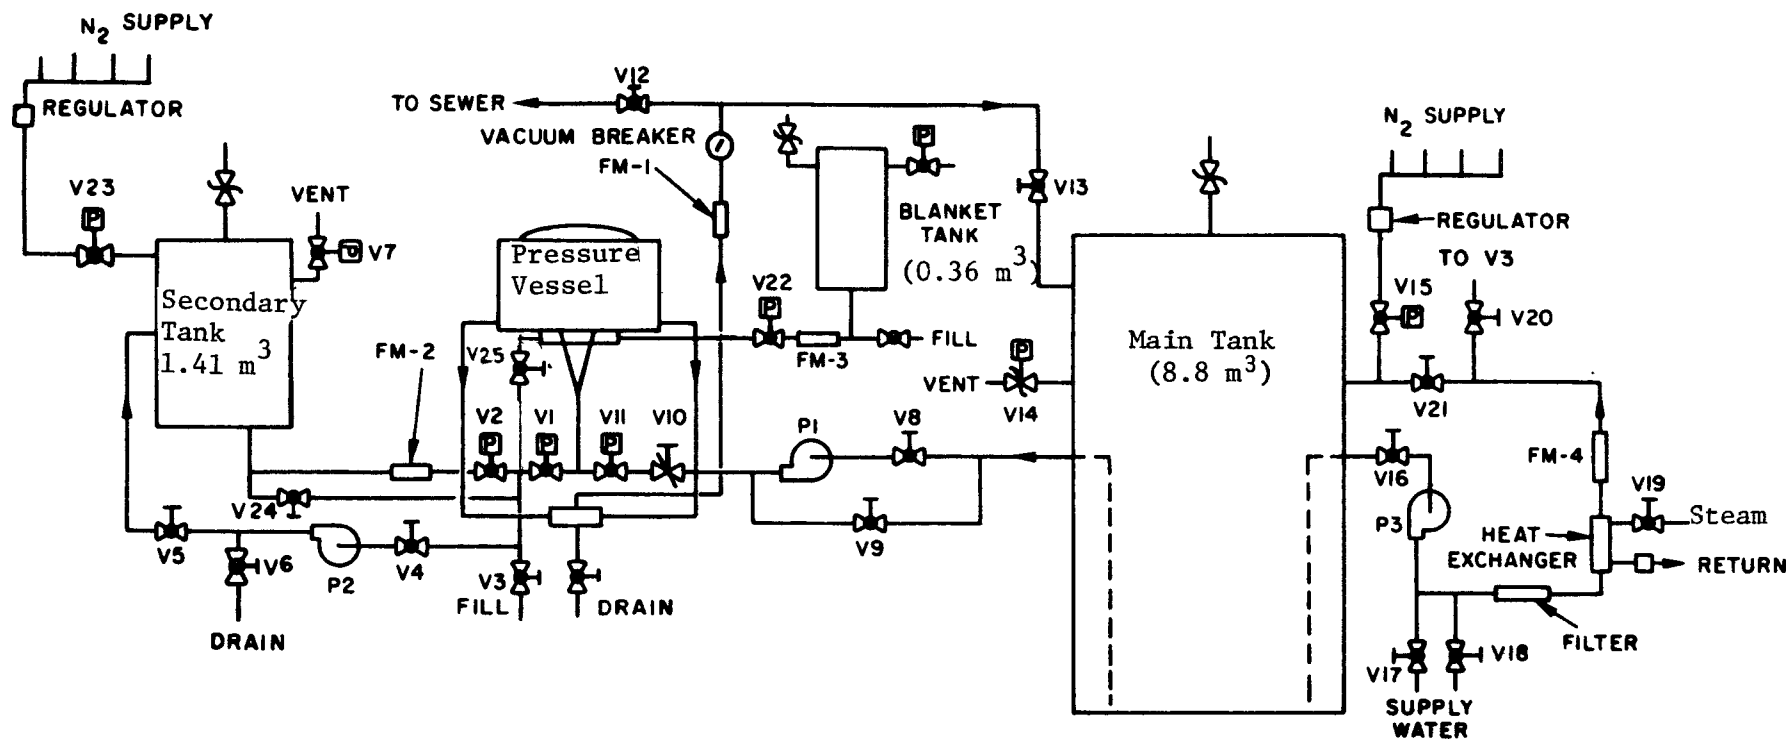 N2 SUPPLY
REGULATOR
V23
VENT
V7
Secondary
Tank
1.41 m3
TO SEWER
V12
VACUUM BREAKER
FM-1
P
P
P
Pressure
Vessel
V22
P
BLANKET
TANK
(0.36 m3)
FM-3
FILL
V13
N2 SUPPLY
REGULATOR
TO V3
V15
P
V20
Main Tank
(8.8 m3)
VENT
P
V14
V21
FM-2
V25
V2
V1
V11
V10
P
P
P
P1
V8
V9
V16
FM-4
V19
Steam
P3
HEAT
EXCHANGER
RETURN
V24
V5
V6
P2
V4
V3
FILL
DRAIN
DRAIN
FILTER
V17
V18
SUPPLY
WATER